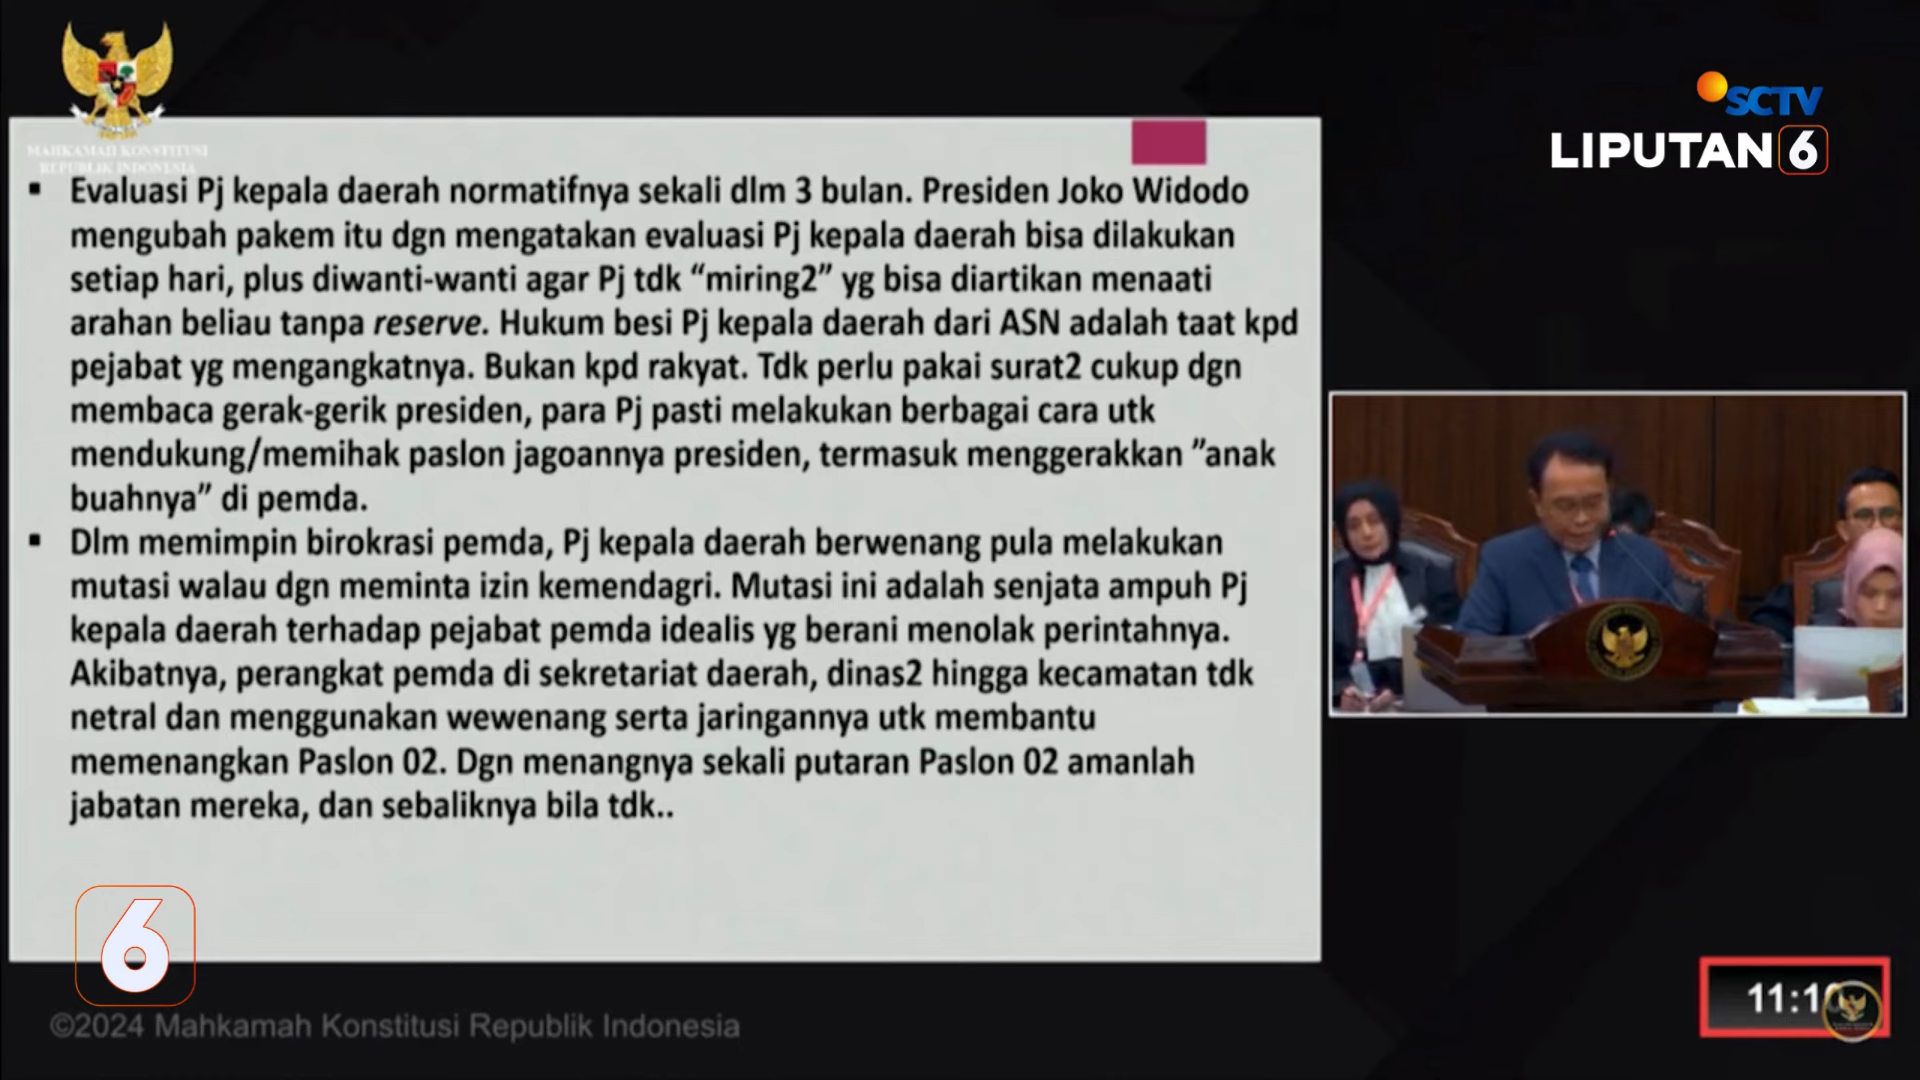 SCTV
LIPUTAN 6
MAHKAMAH KONSTITUSI
REPUBLIK INDONESIA
▪ Evaluasi Pj kepala daerah normatifnya sekali dlm 3 bulan. Presiden Joko Widodo
mengubah pakem itu dgn mengatakan evaluasi Pj kepala daerah bisa dilakukan
setiap hari, plus diwanti-wanti agar Pj tdk “miring2” yg bisa diartikan menaati
arahan beliau tanpa reserve. Hukum besi Pj kepala daerah dari ASN adalah taat kpd
pejabat yg mengangkatnya. Bukan kpd rakyat. Tdk perlu pakai surat2 cukup dgn
membaca gerak-gerik presiden, para Pj pasti melakukan berbagai cara utk
mendukung/memihak paslon jagoannya presiden, termasuk menggerakkan ”anak
buahnya” di pemda.
▪ Dlm memimpin birokrasi pemda, Pj kepala daerah berwenang pula melakukan
mutasi walau dgn meminta izin kemendagri. Mutasi ini adalah senjata ampuh Pj
kepala daerah terhadap pejabat pemda idealis yg berani menolak perintahnya.
Akibatnya, perangkat pemda di sekretariat daerah, dinas2 hingga kecamatan tdk
netral dan menggunakan wewenang serta jaringannya utk membantu
memenangkan Paslon 02. Dgn menangnya sekali putaran Paslon 02 amanlah
jabatan mereka, dan sebaliknya bila tdk..
6
©2024 Mahkamah Konstitusi Republik Indonesia